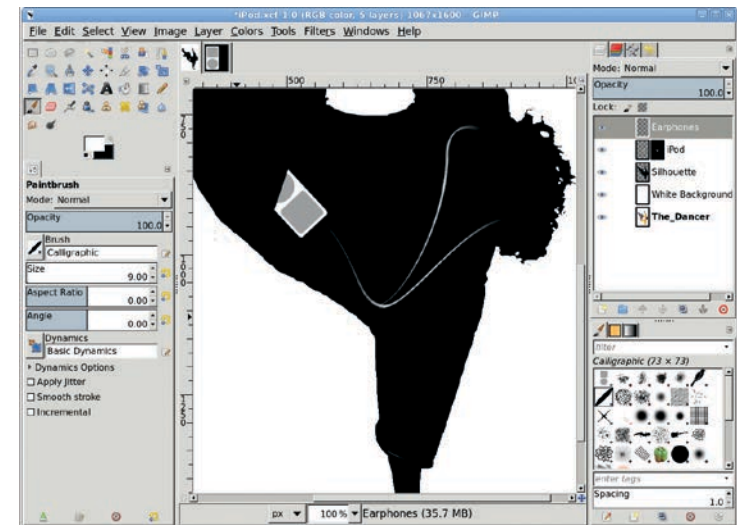 *iPod.xcf-1.0 (RGB color, 5 layers) 1067x1600 – GIMP
File Edit Select View Image Layer Colors Tools Filters Windows Help
500
750
Mode: Normal
Opacity
100.0
Lock:
Earphones
iPod
Silhouette
White Background
The_Dancer
Paintbrush
Mode: Normal
Opacity
100.0
Brush
Calligraphic
Size
9.00
Aspect Ratio
0.00
Angle
0.00
Dynamics
Basic Dynamics
Dynamics Options
Apply Jitter
Smooth stroke
Incremental
filter
Calligraphic (73 × 73)
enter tags
Spacing
1.0
px 100% Earphones (35.7 MB)